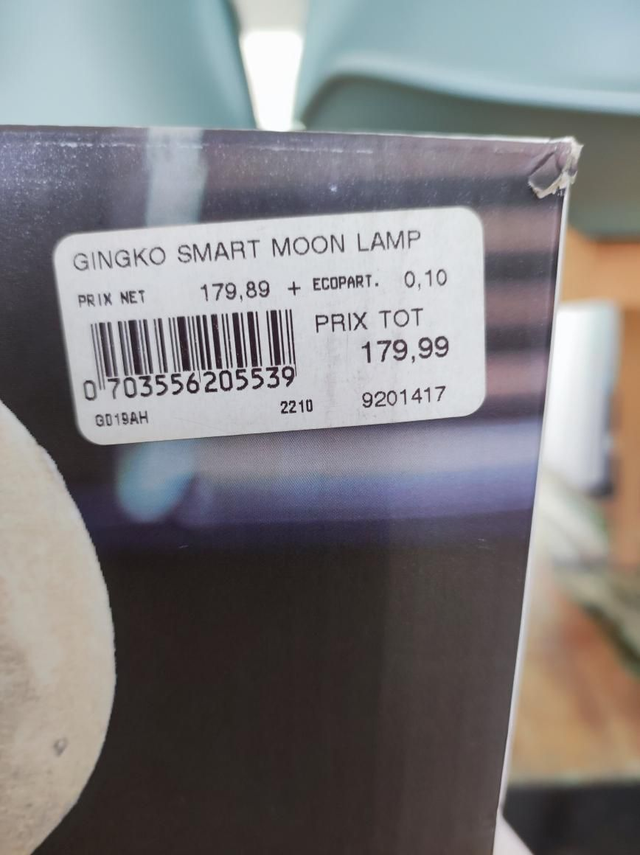 GINGKO SMART MOON LAMP
PRIX NET 179,89 + ECOPART. 0,10
PRIX TOT
179,99
0 703556 205539
GD19AH 2210 9201417